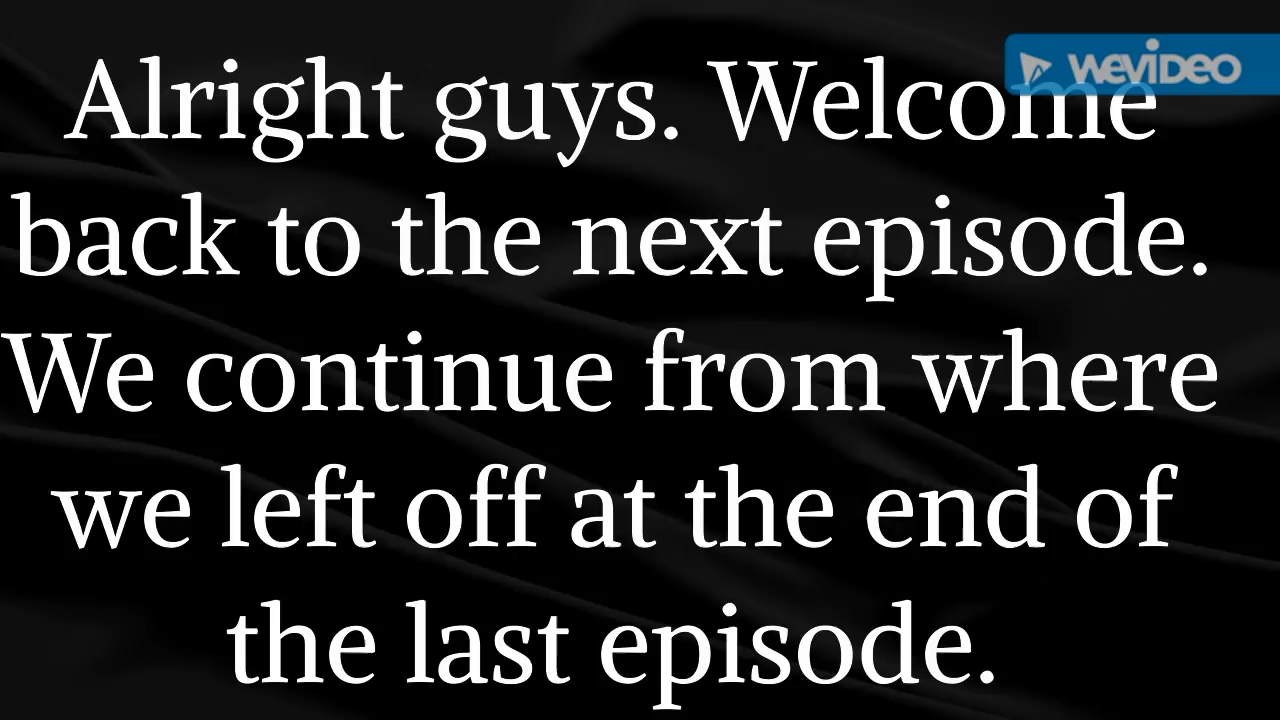 WEVIDEO
Alright guys. Welcome
back to the next episode.
We continue from where
we left off at the end of
the last episode.